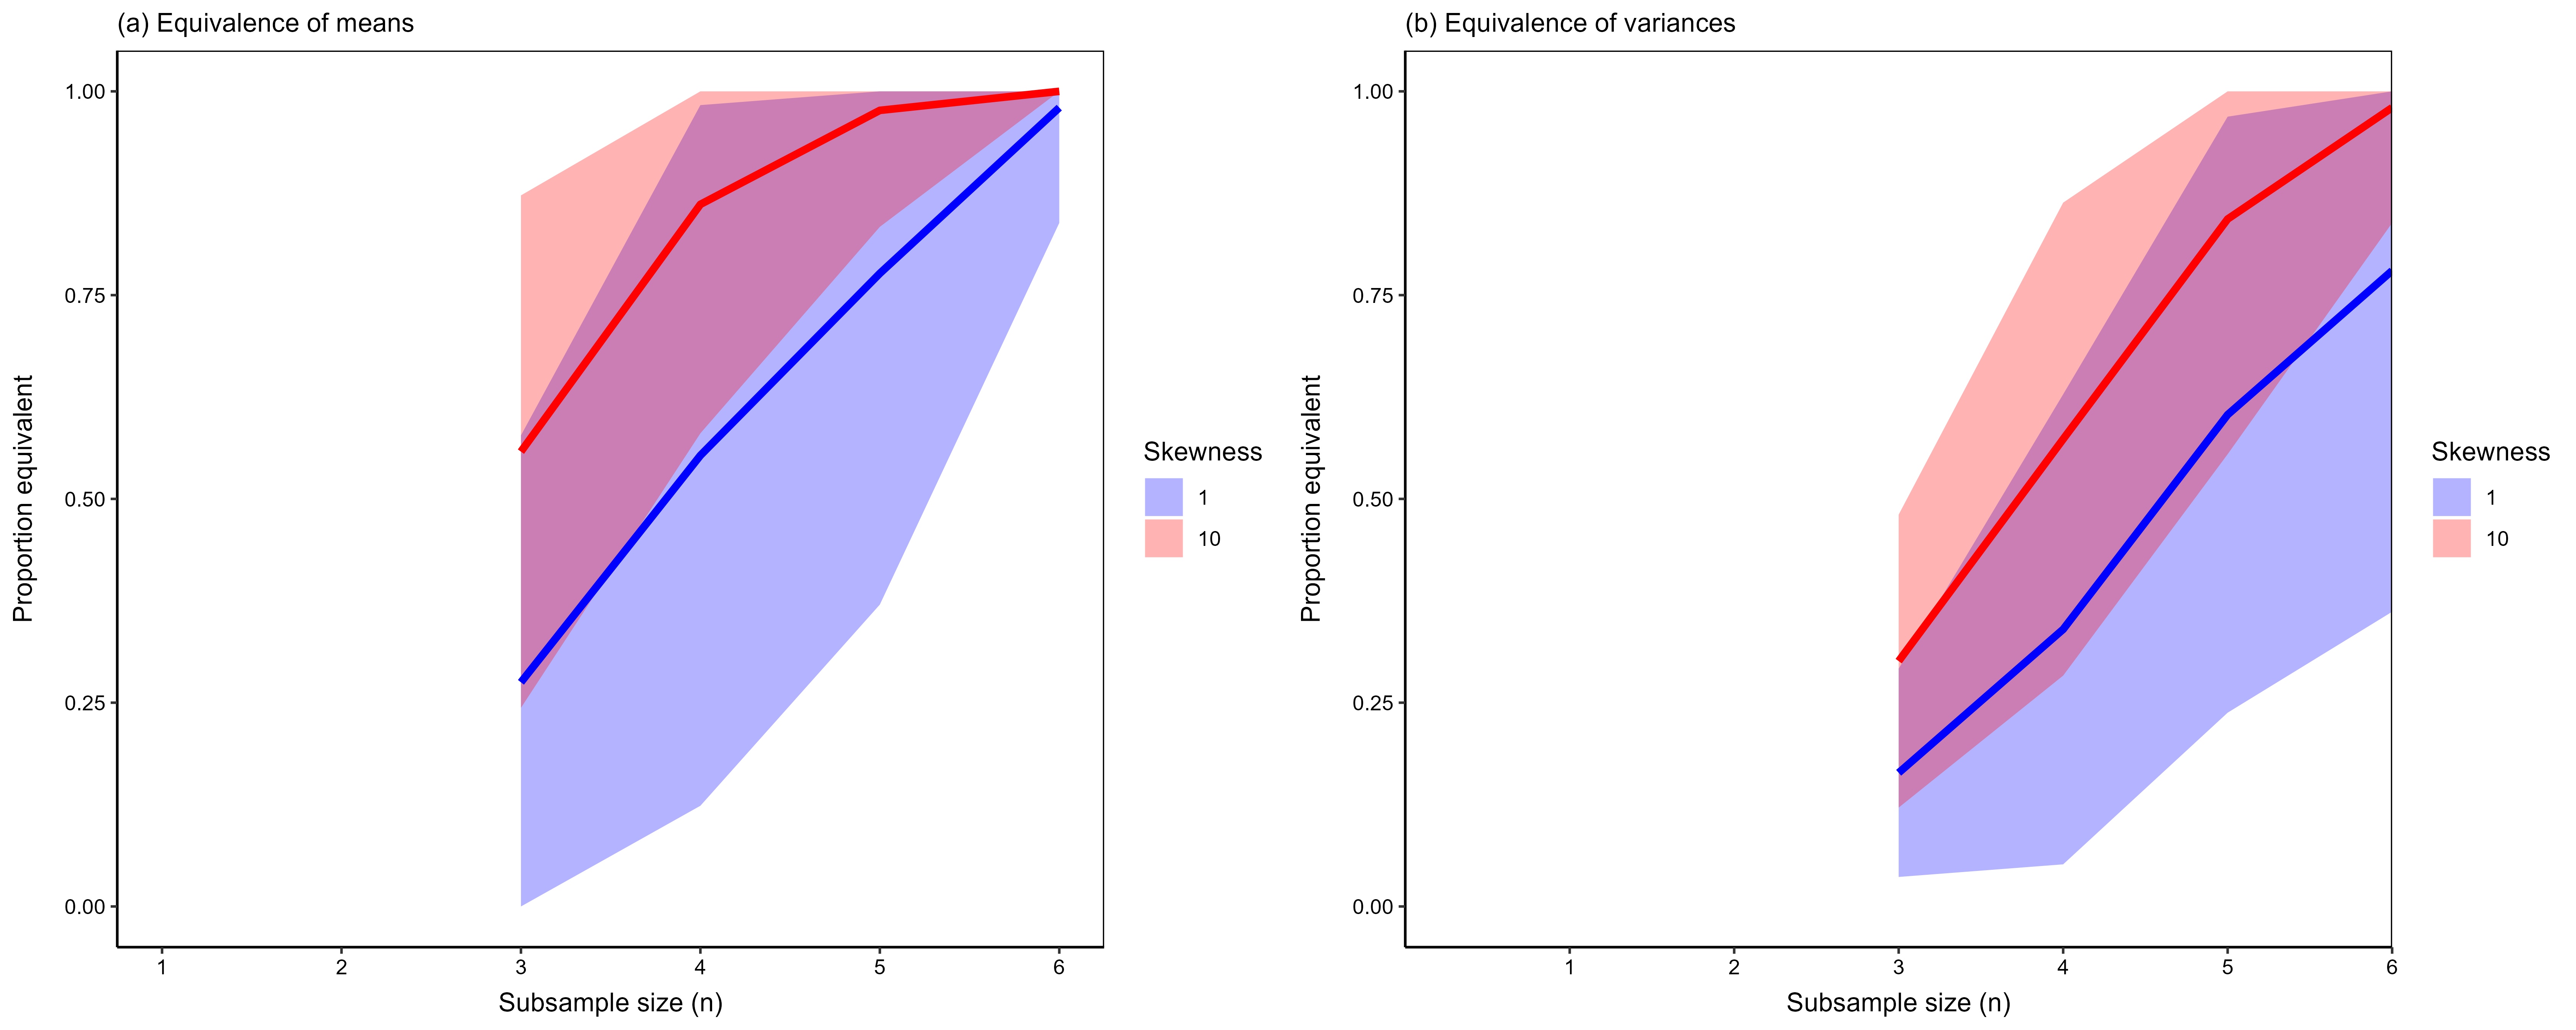 (a) Equivalence of means
Proportion equivalent
1.00
0.75
0.50
0.25
0.00
1 2 3 4 5 6
Subsample size (n)
Skewness
1
10
(b) Equivalence of variances
Proportion equivalent
1.00
0.75
0.50
0.25
0.00
1 2 3 4 5 6
Subsample size (n)
Skewness
1
10